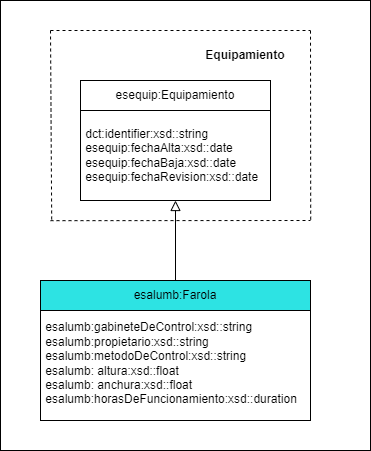 Equipamiento
esequip:Equipamiento
dct:identifier:xsd::string
esequip:fechaAlta:xsd::date
esequip:fechaBaja:xsd::date
esequip:fechaRevision:xsd::date
esalumb:Farola
esalumb:gabineteDeControl:xsd::string
esalumb:propietario:xsd::string
esalumb:metodoDeControl:xsd::string
esalumb: altura:xsd::float
esalumb: anchura:xsd::float
esalumb:horasDeFuncionamiento:xsd::duration